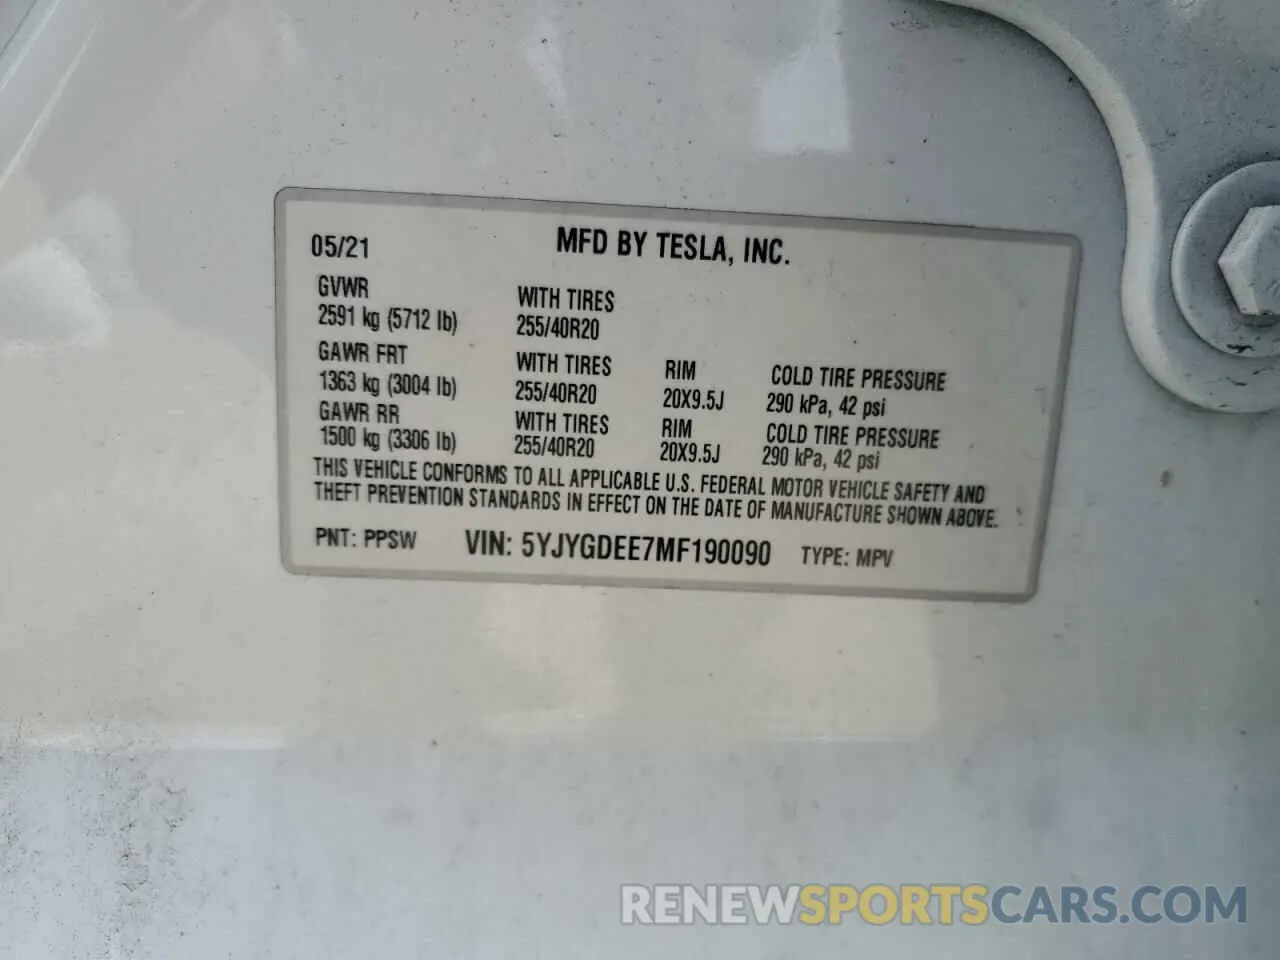 05/21 MFD BY TESLA, INC.
GVWR WITH TIRES
2591 kg (5712 lb) 255/40R20
GAWR FRT WITH TIRES RIM COLD TIRE PRESSURE
1363 kg (3004 lb) 255/40R20 20X9.5J 290 kPa, 42 psi
GAWR RR WITH TIRES RIM COLD TIRE PRESSURE
1500 kg (3306 lb) 255/40R20 20X9.5J 290 kPa, 42 psi
THIS VEHICLE CONFORMS TO ALL APPLICABLE U.S. FEDERAL MOTOR VEHICLE SAFETY AND
THEFT PREVENTION STANDARDS IN EFFECT ON THE DATE OF MANUFACTURE SHOWN ABOVE.
PNT: PPSW VIN: 5YJYGDEE7MF190090 TYPE: MPV
RENEWSPORTSCARS.COM